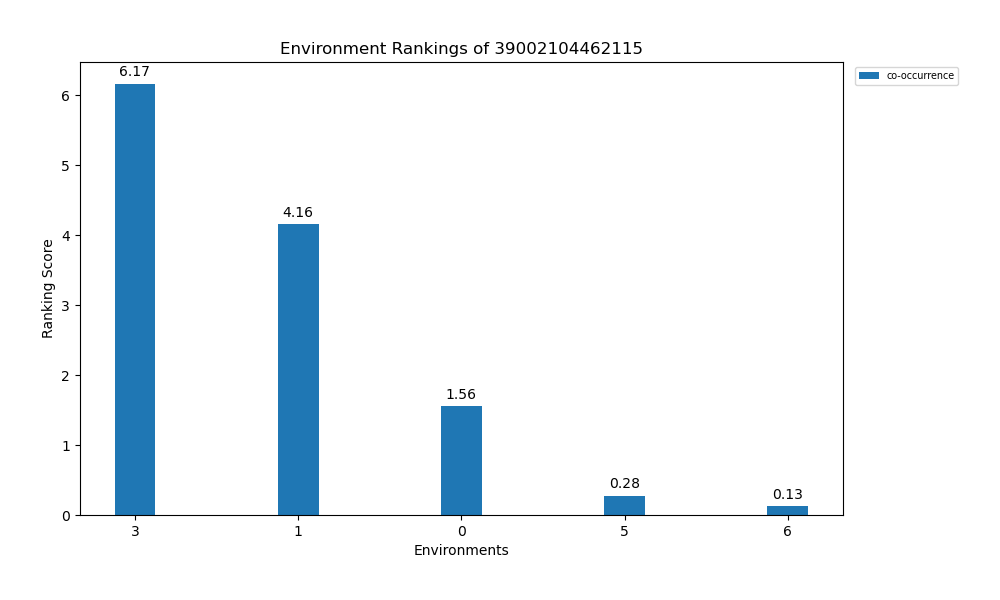 Environment Rankings of 39002104462115
co-occurrence
Ranking Score
6
5
4
3
2
1
0
6.17
4.16
1.56
0.28
0.13
3 1 0 5 6
Environments